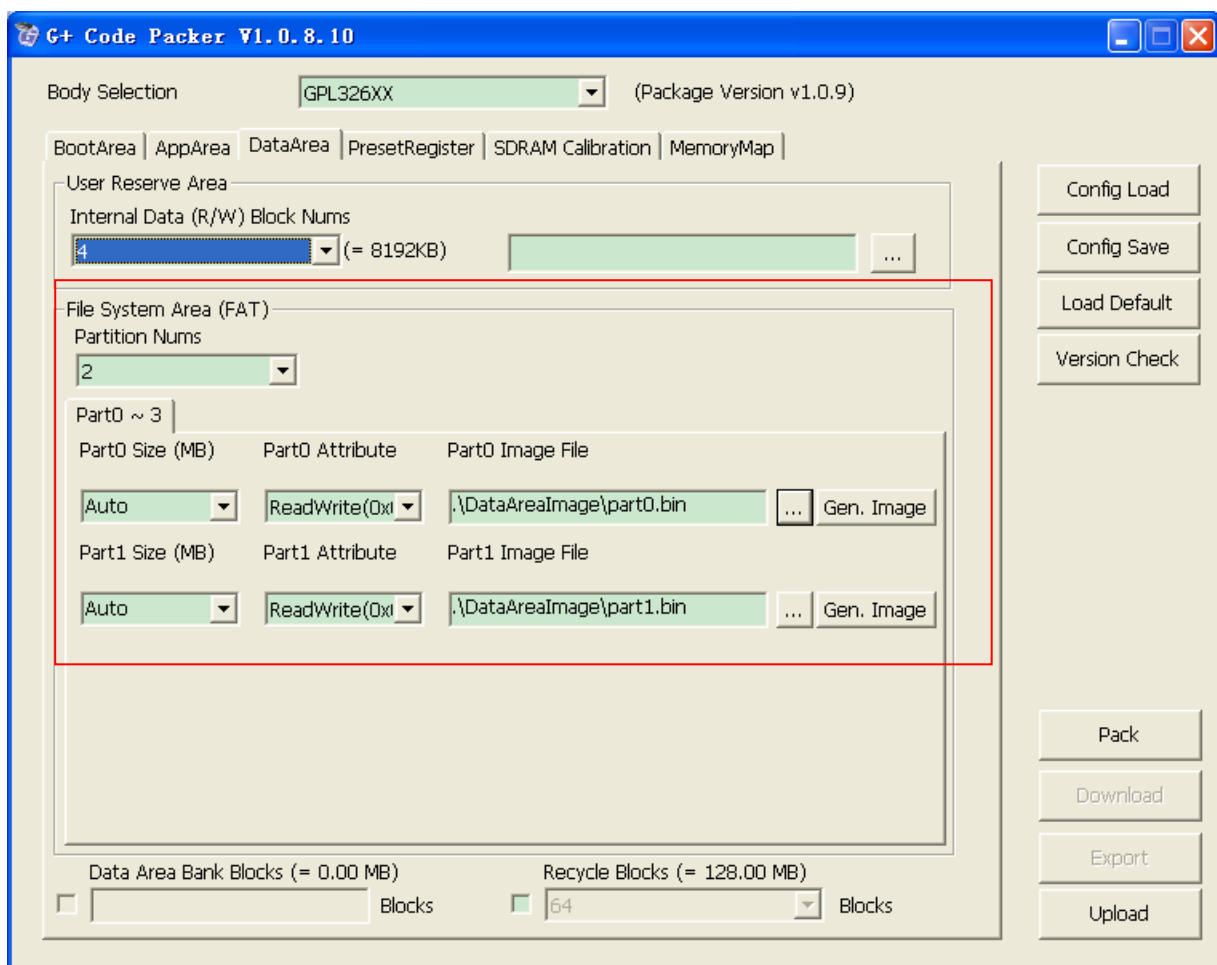 G+ Code Packer V1.0.8.10
Body Selection GPL326XX (Package Version v1.0.9)
BootArea AppArea DataArea PresetRegister SDRAM Calibration MemoryMap
User Reserve Area
Internal Data (R/W) Block Nums
4 (= 8192KB) ...
File System Area (FAT)
Partition Nums
2
Part0 ~ 3
Part0 Size (MB) Part0 Attribute Part0 Image File
Auto ReadWrite(0x .\DataAreaImage\part0.bin ... Gen. Image
Part1 Size (MB) Part1 Attribute Part1 Image File
Auto ReadWrite(0x .\DataAreaImage\part1.bin ... Gen. Image
Data Area Bank Blocks (= 0.00 MB) Recycle Blocks (= 128.00 MB)
Blocks 64 Blocks
Config Load
Config Save
Load Default
Version Check
Pack
Download
Export
Upload